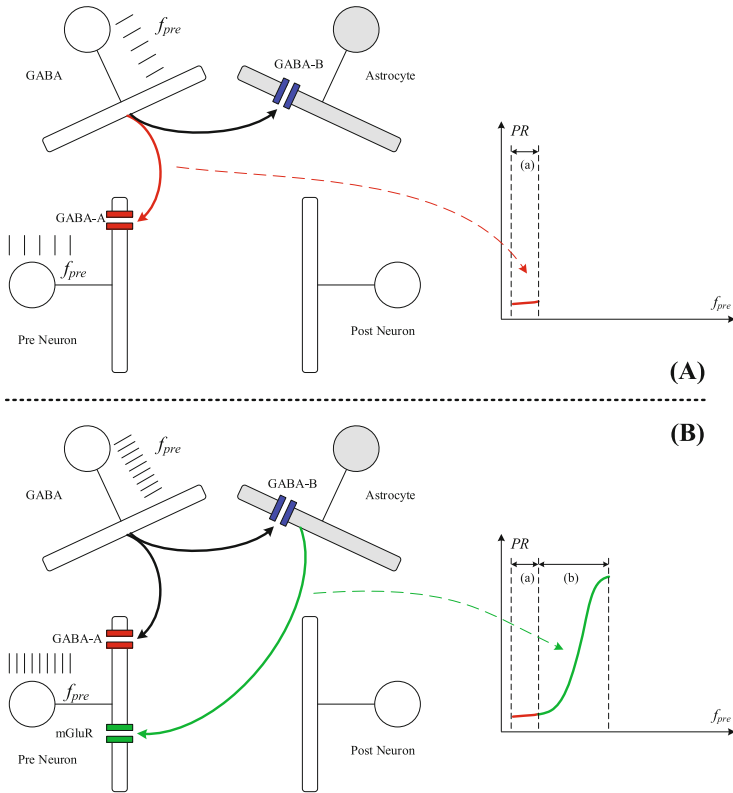 f_pre
GABA
GABA-B
Astrocyte
PR
(a)
GABA-A
f_pre
f_pre
Pre Neuron
Post Neuron
(A)
(B)
f_pre
GABA
GABA-B
Astrocyte
PR
(a)
(b)
GABA-A
f_pre
f_pre
mGluR
Pre Neuron
Post Neuron